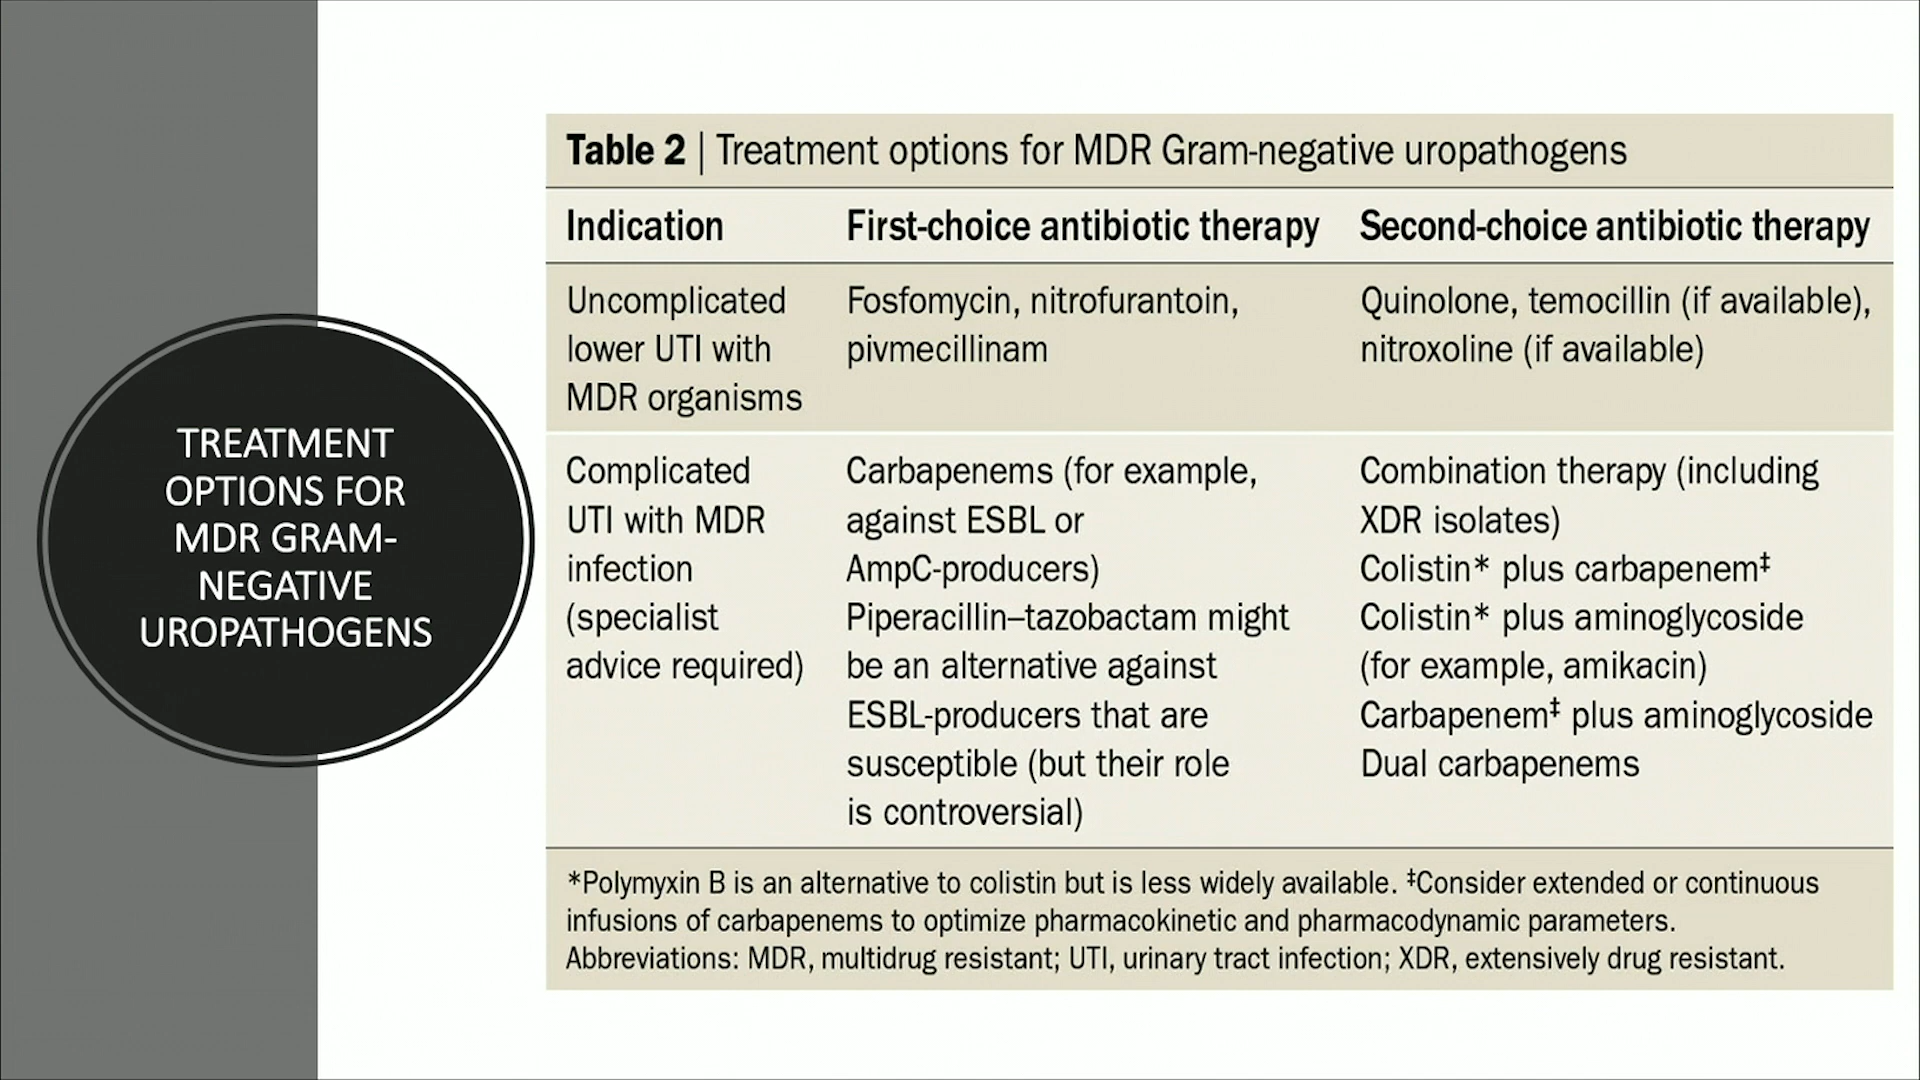 TREATMENT
OPTIONS FOR
MDR GRAM-
NEGATIVE
UROPATHOGENS
Table 2 | Treatment options for MDR Gram-negative uropathogens
Indication First-choice antibiotic therapy Second-choice antibiotic therapy
Uncomplicated
lower UTI with
MDR organisms
Fosfomycin, nitrofurantoin,
pivmecillinam
Quinolone, temocillin (if available),
nitroxoline (if available)
Complicated
UTI with MDR
infection
(specialist
advice required)
Carbapenems (for example,
against ESBL or
AmpC-producers)
Piperacillin–tazobactam might
be an alternative against
ESBL-producers that are
susceptible (but their role
is controversial)
Combination therapy (including
XDR isolates)
Colistin* plus carbapenem‡
Colistin* plus aminoglycoside
(for example, amikacin)
Carbapenem‡ plus aminoglycoside
Dual carbapenems
*Polymyxin B is an alternative to colistin but is less widely available. ‡Consider extended or continuous
infusions of carbapenems to optimize pharmacokinetic and pharmacodynamic parameters.
Abbreviations: MDR, multidrug resistant; UTI, urinary tract infection; XDR, extensively drug resistant.